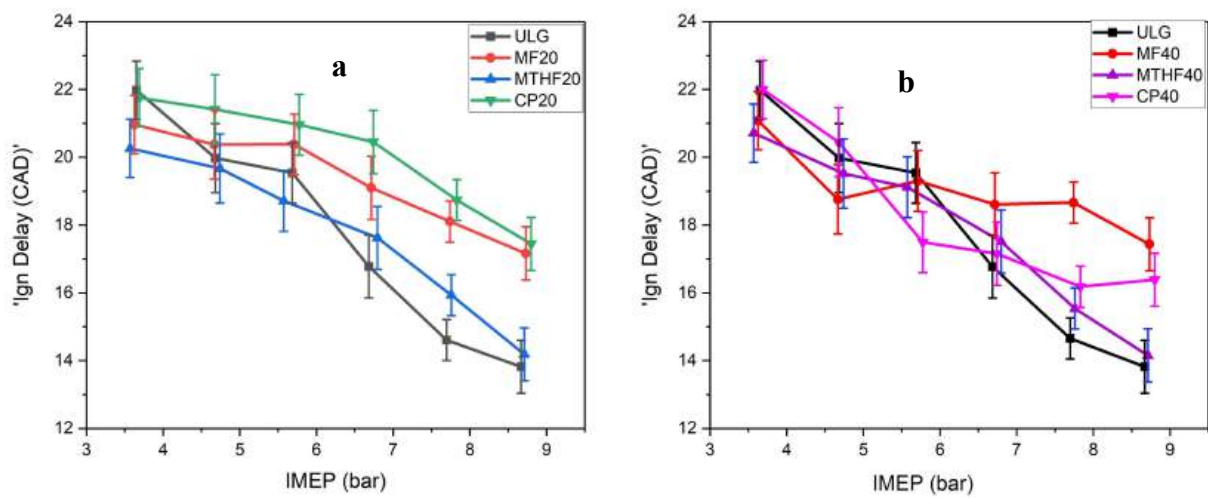 24
22
20
18
16
14
12
'Ign Delay (CAD)'
a
ULG
MF20
MTHF20
CP20
3 4 5 6 7 8 9
IMEP (bar)
24
22
20
18
16
14
12
'Ign Delay (CAD)'
b
ULG
MF40
MTHF40
CP40
3 4 5 6 7 8 9
IMEP (bar)